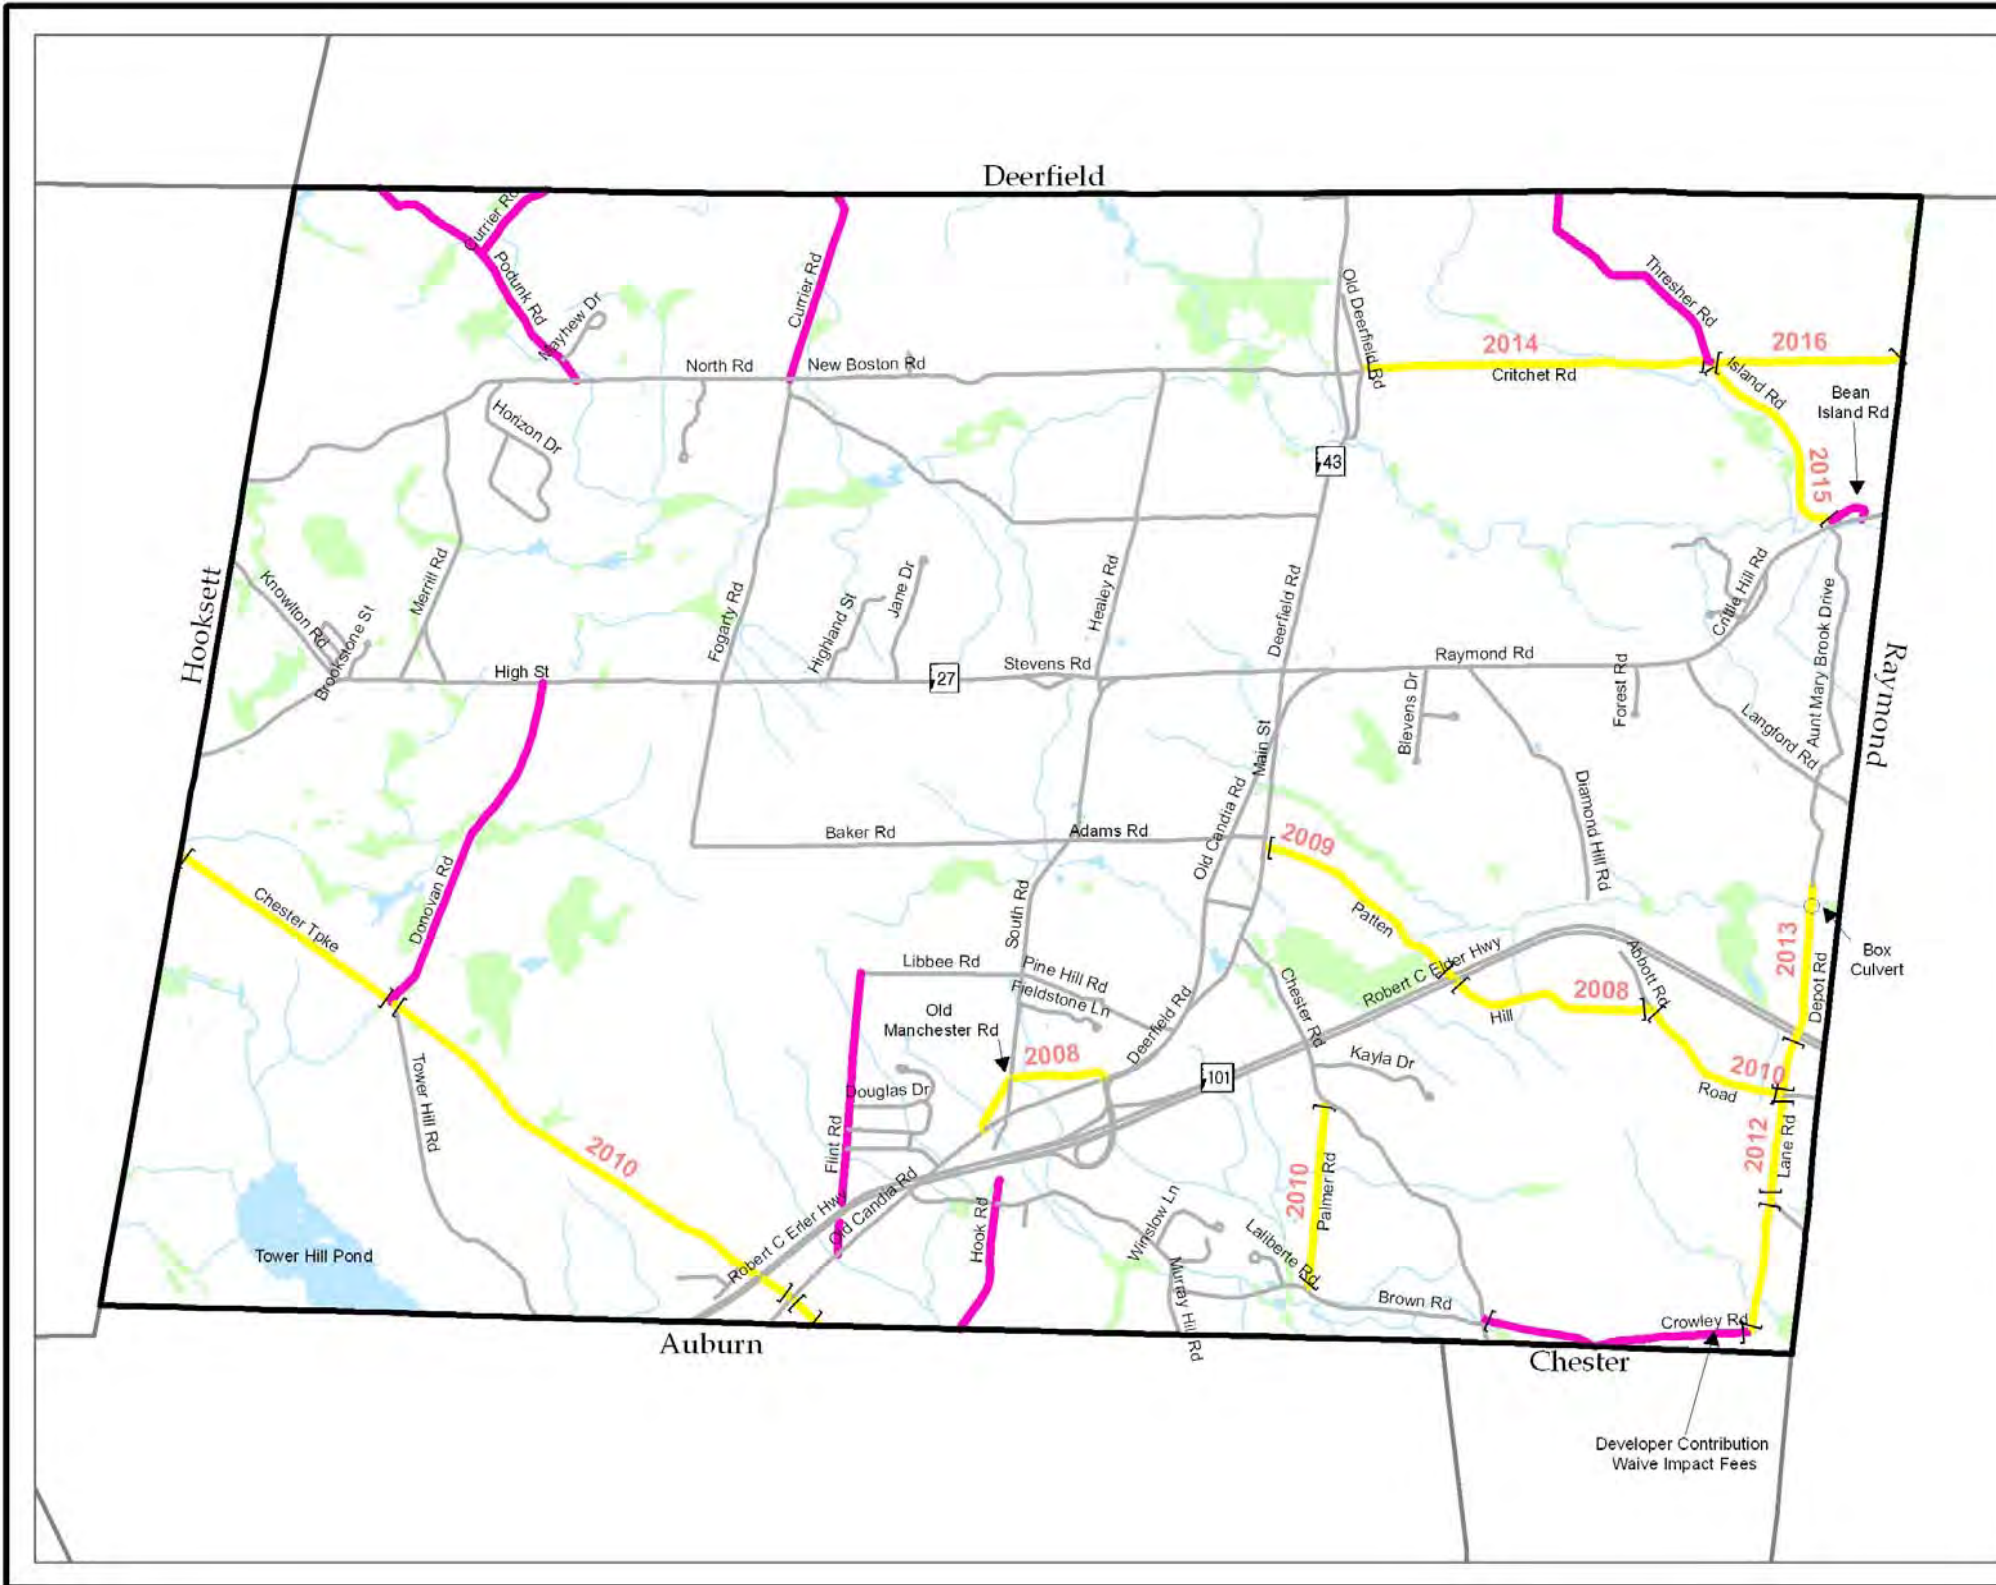 Deerfield
Currier Rd
Podunk Rd
Mayhew Dr
Currier Rd
Old Deerfield Rd
Thresher Rd
2014
2016
North Rd
New Boston Rd
Critchet Rd
Island Rd
Bean
Island Rd
Horizon Dr
43
2015
Hooksett
Knowlton Rd
Brookstone St
Merrill Rd
Fogarty Rd
Highland St
Jane Dr
Healey Rd
Deerfield Rd
Crittle Hill Rd
Aunt Mary Brook Drive
Raymond
High St
27
Stevens Rd
Raymond Rd
Blevens Dr
Forest Rd
Langford Rd
Main St
Old Candia Rd
Diamond Hill Rd
Baker Rd
Adams Rd
2009
Chester Tpke
Donovan Rd
South Rd
Patten
Robert C Elder Hwy
Abbott Rd
2013
Depot Rd
Box
Culvert
Libbee Rd
Pine Hill Rd
Fieldstone Ln
Chester Rd
2008
Hill
Old
Manchester Rd
2008
Deerfield Rd
Kayla Dr
2010
Road
101
Tower Hill Rd
Douglas Dr
Flint Rd
2010
2012
Lane Rd
2010
Palmer Rd
Robert C Erler Hwy
Old Candia Rd
Hook Rd
Winslow Ln
Laliberte Rd
Murray Hill Rd
Tower Hill Pond
Brown Rd
Crowley Rd
Auburn
Chester
Developer Contribution
Waive Impact Fees